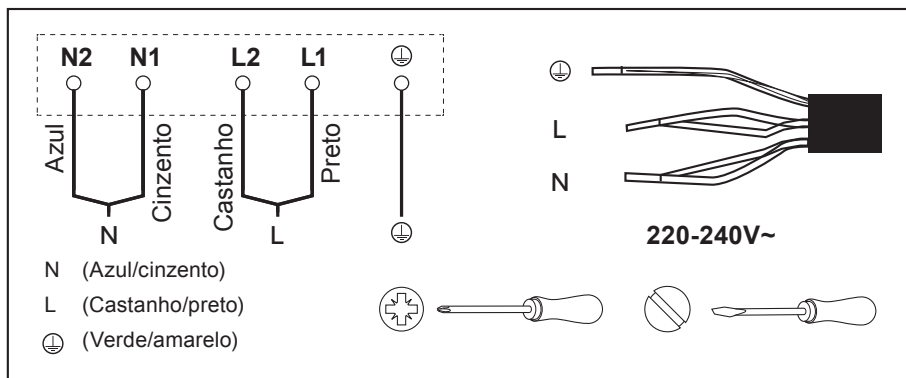 N2 N1 L2 L1
Azul
Cinzento
Castanho
Preto
N L
N (Azul/cinzento)
L (Castanho/preto)
(Verde/amarelo)
L
N
220-240V~